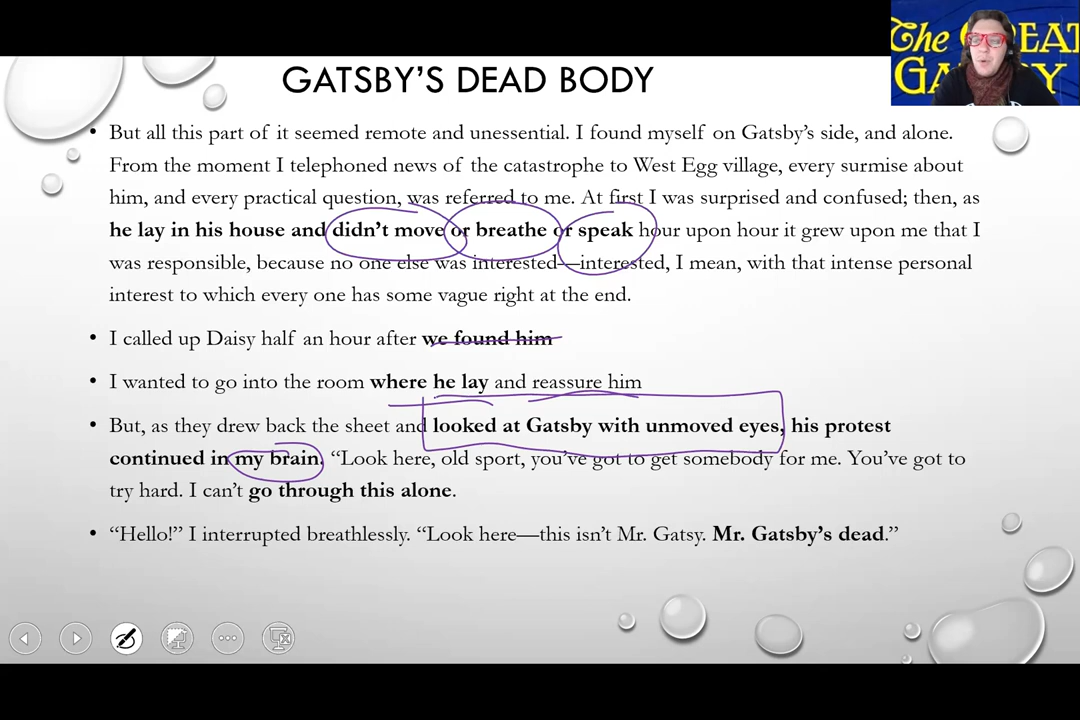 The GREAT
GATSBY
GATSBY'S DEAD BODY
• But all this part of it seemed remote and unessential. I found myself on Gatsby's side, and alone.
From the moment I telephoned news of the catastrophe to West Egg village, every surmise about
him, and every practical question, was referred to me. At first I was surprised and confused; then, as
he lay in his house and didn't move or breathe or speak hour upon hour it grew upon me that I
was responsible, because no one else was interested—interested, I mean, with that intense personal
interest to which every one has some vague right at the end.
• I called up Daisy half an hour after we found him
• I wanted to go into the room where he lay and reassure him
• But, as they drew back the sheet and looked at Gatsby with unmoved eyes, his protest
continued in my brain. “Look here, old sport, you've got to get somebody for me. You've got to
try hard. I can't go through this alone.
• “Hello!” I interrupted breathlessly. “Look here—this isn't Mr. Gatsy. Mr. Gatsby's dead.”